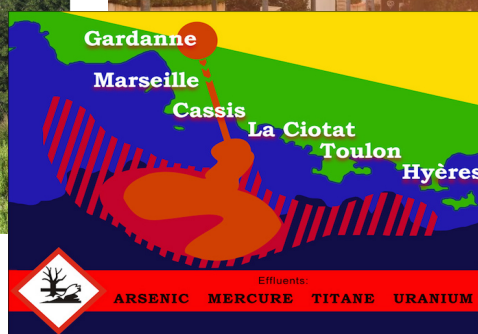 Gardanne
Marseille
Cassis
La Ciotat
Toulon
Hyères
Effluents:
ARSENIC MERCURE TITANE URANIUM